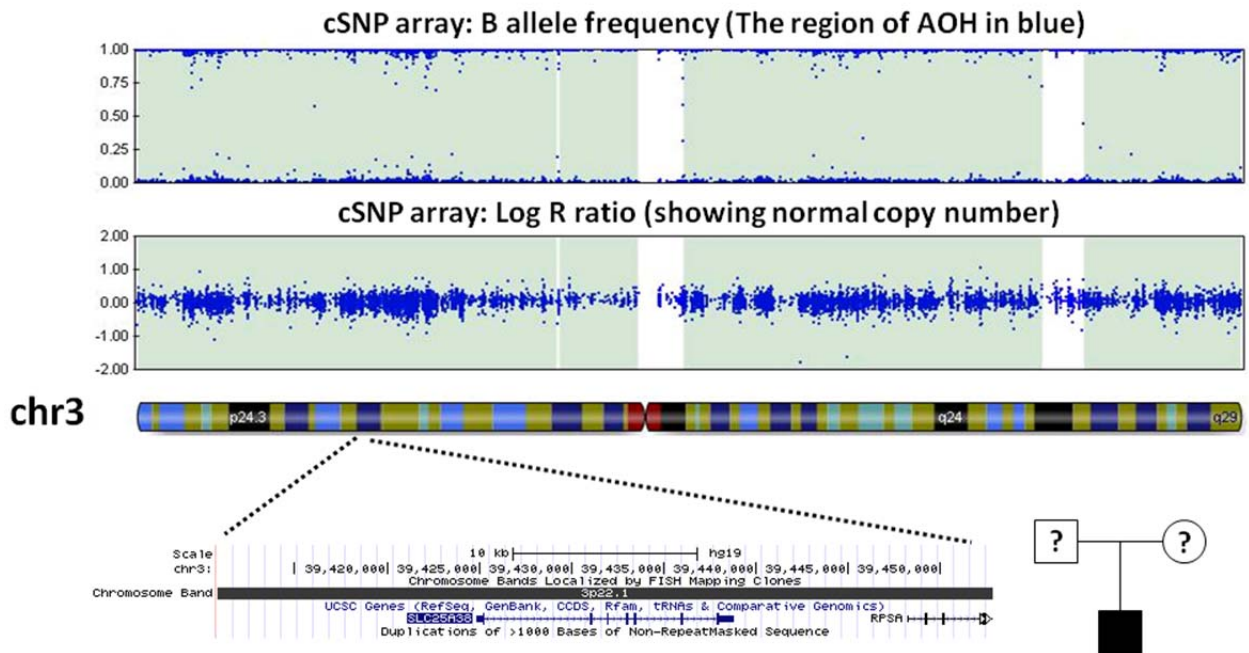 cSNP array: B allele frequency (The region of AOH in blue)
1.00
0.75
0.50
0.25
0.00
cSNP array: Log R ratio (showing normal copy number)
2.00
1.00
0.00
-1.00
-2.00
chr3
p24.3
q24
q29
Scale 10 kb hg19
chr3: | 39,420,000| 39,425,000| 39,430,000| 39,435,000| 39,440,000| 39,445,000| 39,450,000|
Chromosome Bands Localized by FISH Mapping Clones
Chromosome Band 3p22.1
UCSC Genes (RefSeq, GenBank, CCDS, Rfam, tRNAs & Comparative Genomics)
SLC25A38 RPSA
Duplications of >1000 Bases of Non-RepeatMasked Sequence
? ?